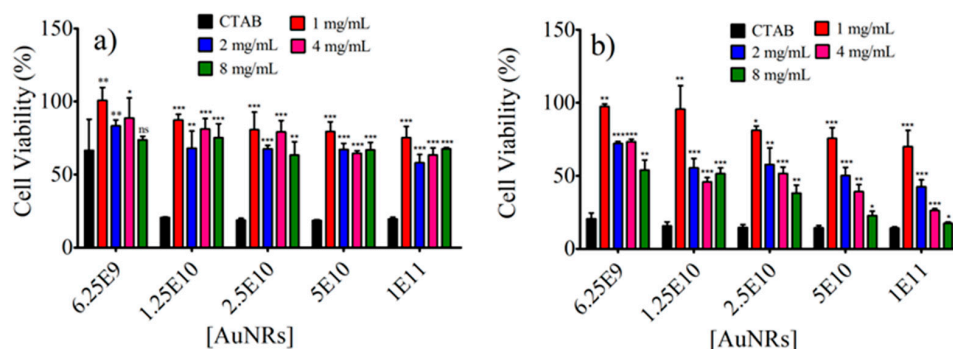 a)
CTAB 1 mg/mL
2 mg/mL 4 mg/mL
8 mg/mL
Cell Viability (%)
150
100
50
0
** ** * ns
*** ** *** ***
*** *** *** **
*** *** *** ***
*** *** *** ***
6.25E9 1.25E10 2.5E10 5E10 1E11
[AuNRs]
b)
CTAB 1 mg/mL
2 mg/mL 4 mg/mL
8 mg/mL
Cell Viability (%)
150
100
50
0
** *** *** **
** *** *** ***
* ** *** **
*** *** ** *
*** *** *** *
6.25E9 1.25E10 2.5E10 5E10 1E11
[AuNRs]